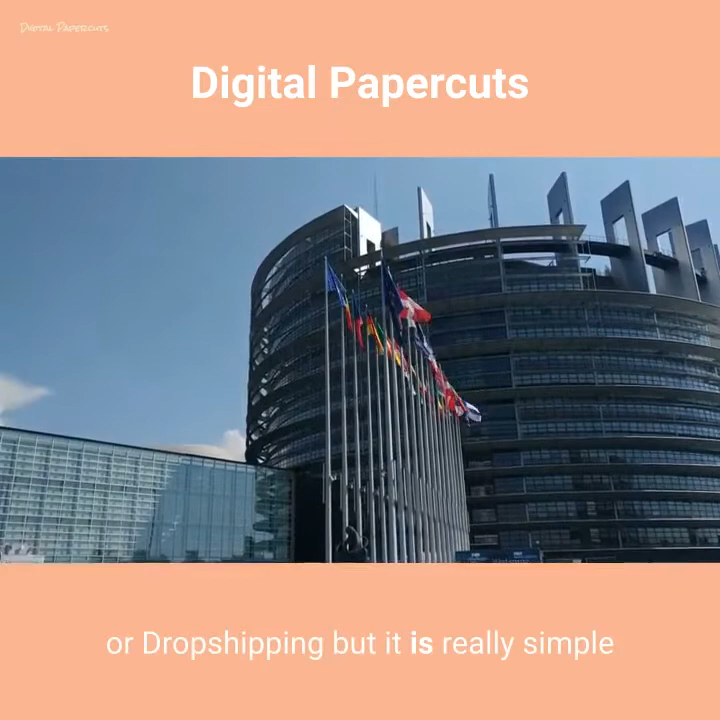 Digital Papercuts
Digital Papercuts
or Dropshipping but it is really simple